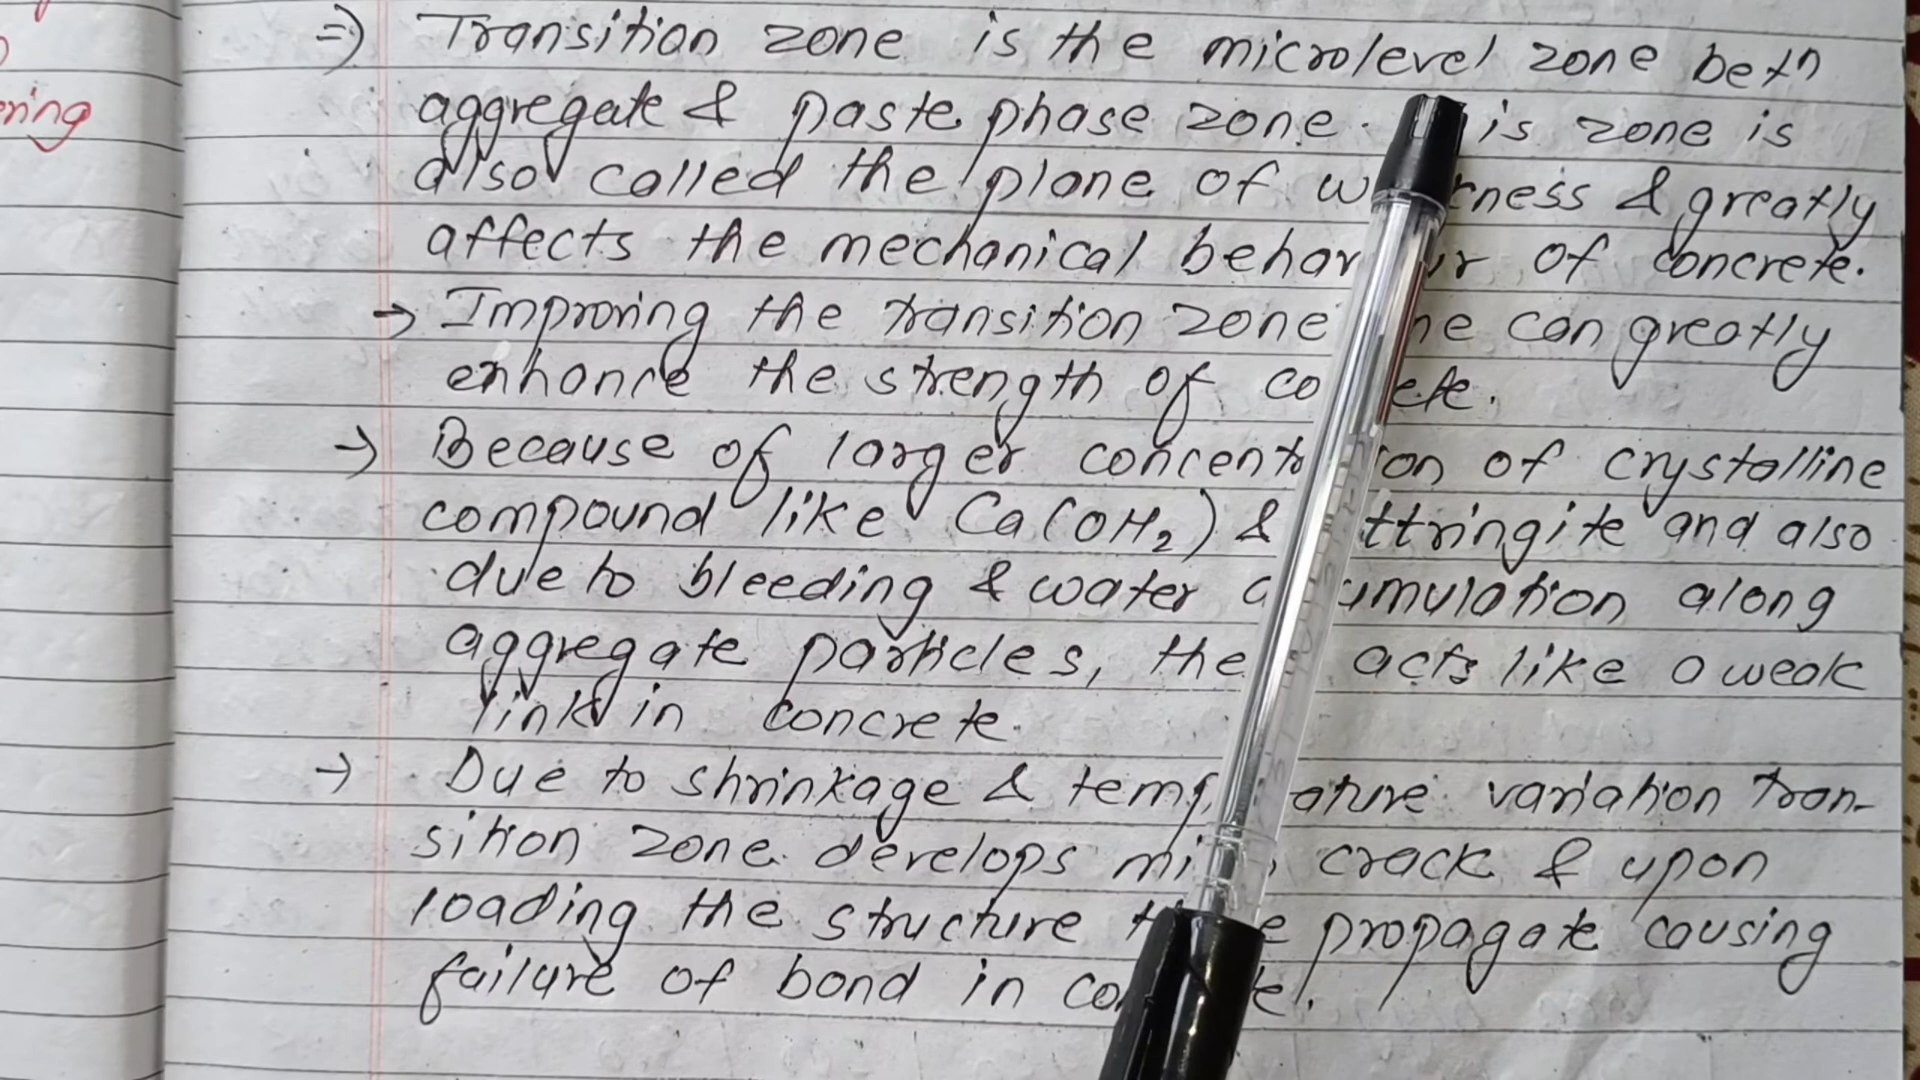 ering
=> Transition zone is the microlevel zone betn
aggregate & paste phase zone. is zone is
also called the plane of w ness & greatly
affects the mechanical behav ur of concrete.
→ Improving the transition zone can greatly
enhance the strength of co ete.
→ Because of larger concent on of crystalline
compound like Ca(OH2) & ttringite and also
due to bleeding & water umulation along
aggregate particles, the acts like a weak
link in concrete.
→ Due to shrinkage & temp ature variation tran-
sition zone develops mi crack & upon
loading the structure propagate causing
failure of bond in co e.